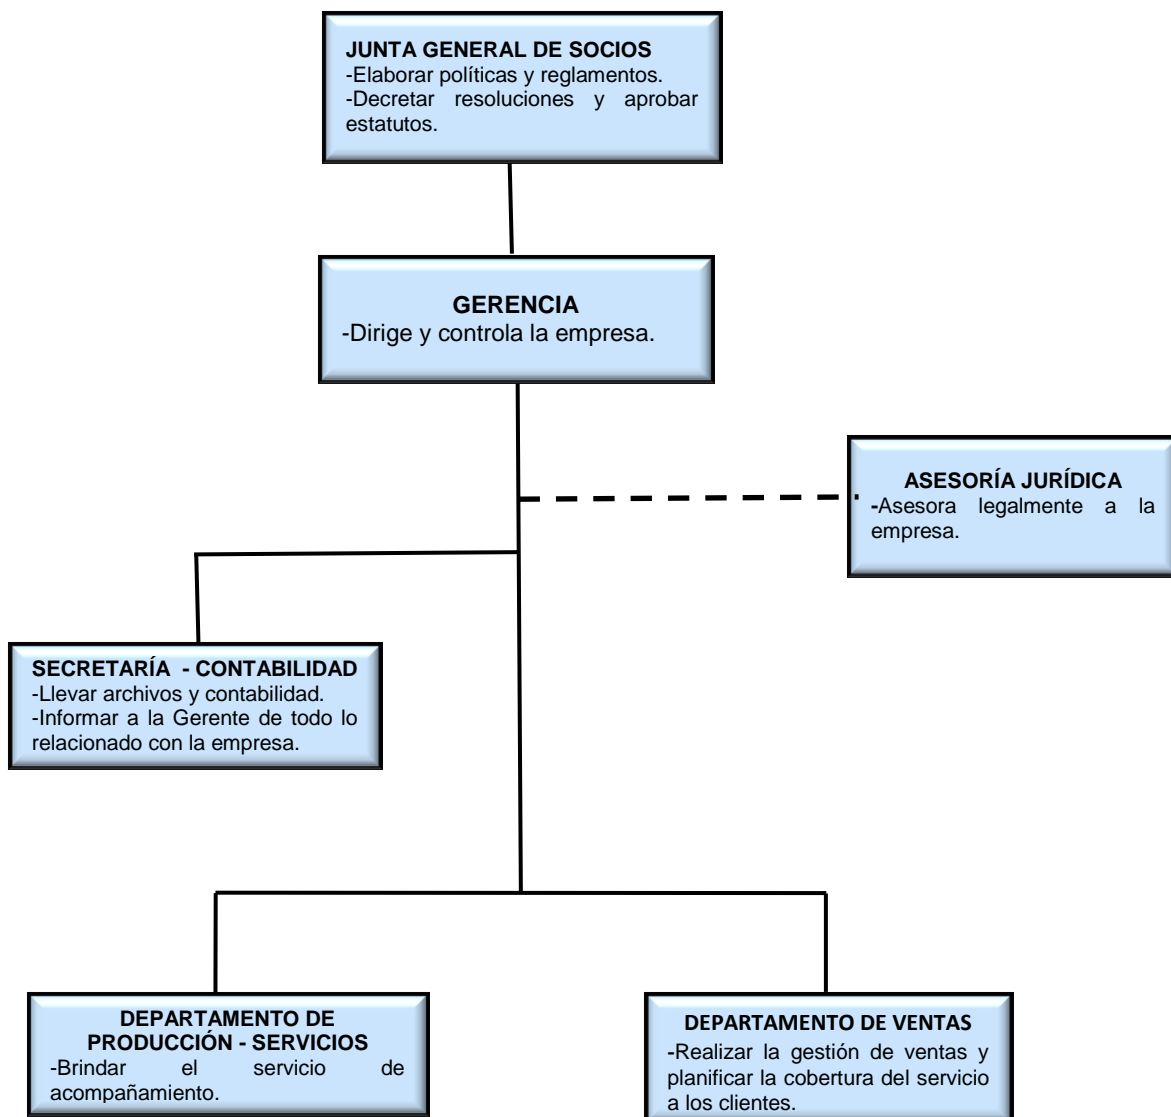 JUNTA GENERAL DE SOCIOS
-Elaborar políticas y reglamentos.
-Decretar resoluciones y aprobar
estatutos.
GERENCIA
-Dirige y controla la empresa.
ASESORÍA JURÍDICA
-Asesora legalmente a la
empresa.
SECRETARÍA - CONTABILIDAD
-Llevar archivos y contabilidad.
-Informar a la Gerente de todo lo
relacionado con la empresa.
DEPARTAMENTO DE
PRODUCCIÓN - SERVICIOS
-Brindar el servicio de
acompañamiento.
DEPARTAMENTO DE VENTAS
-Realizar la gestión de ventas y
planificar la cobertura del servicio
a los clientes.